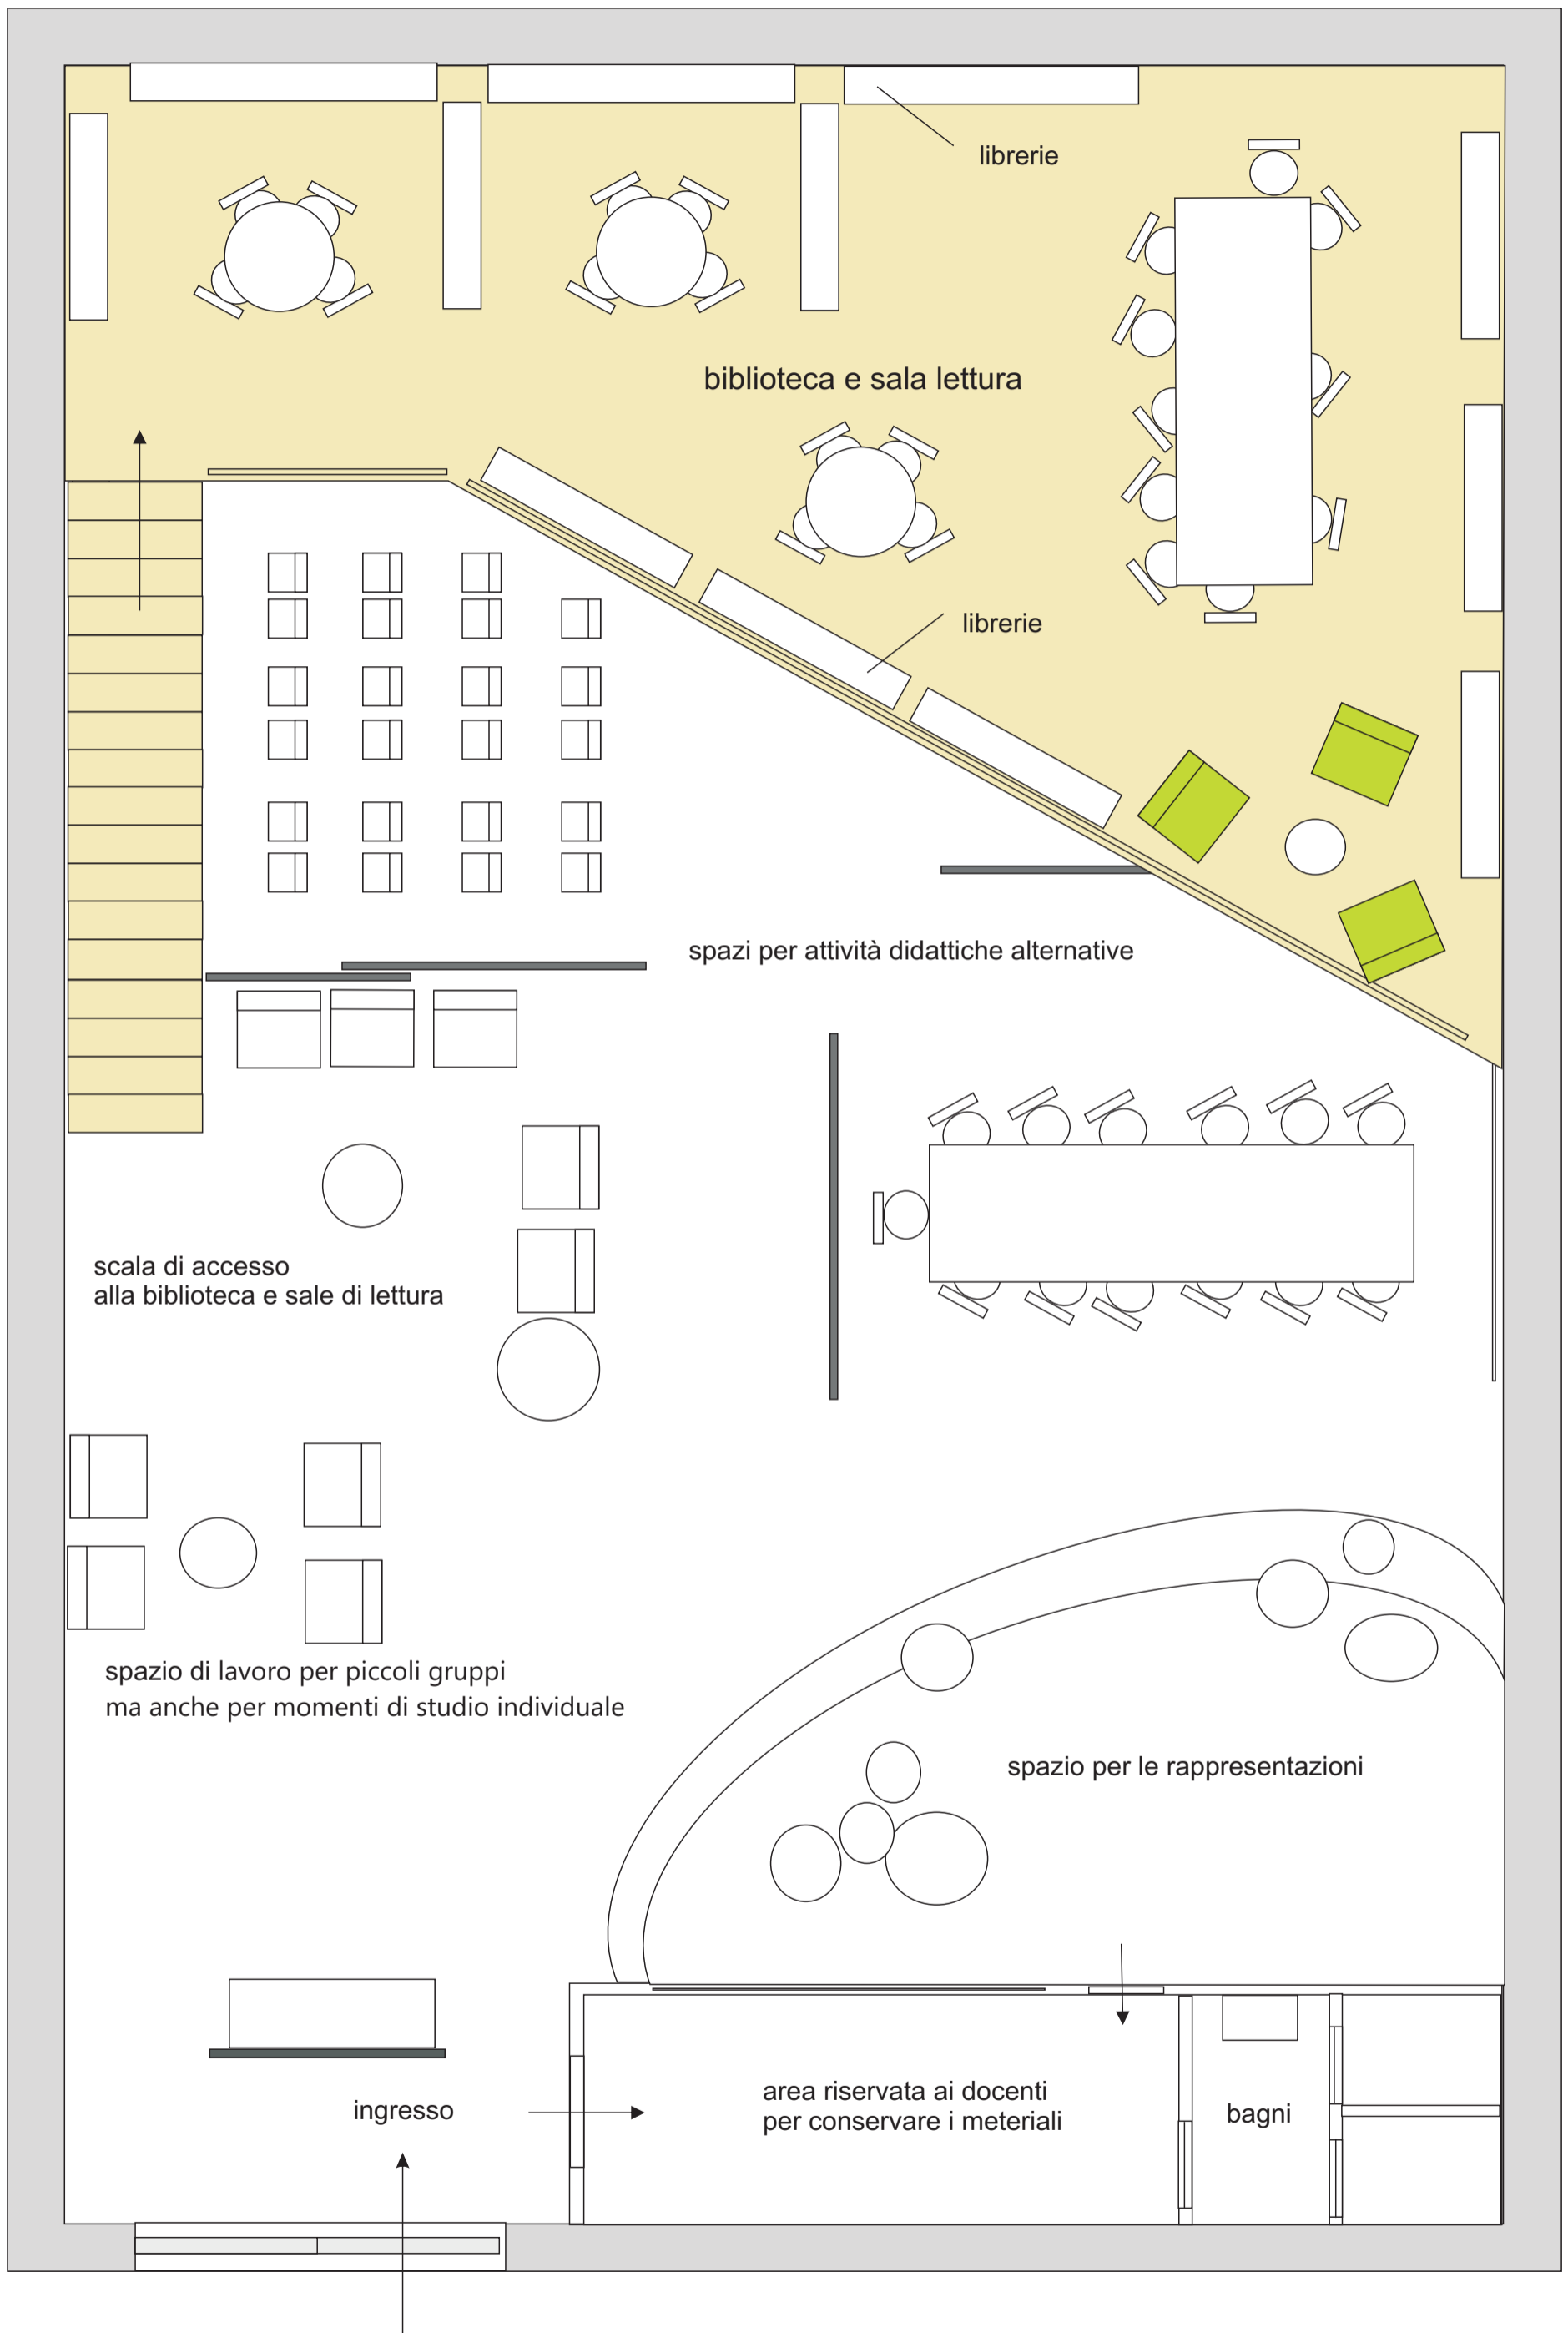 librerie
biblioteca e sala lettura
librerie
spazi per attività didattiche alternative
scala di accesso
alla biblioteca e sale di lettura
spazio di lavoro per piccoli gruppi
ma anche per momenti di studio individuale
spazio per le rappresentazioni
area riservata ai docenti
per conservare i meteriali
ingresso
bagni